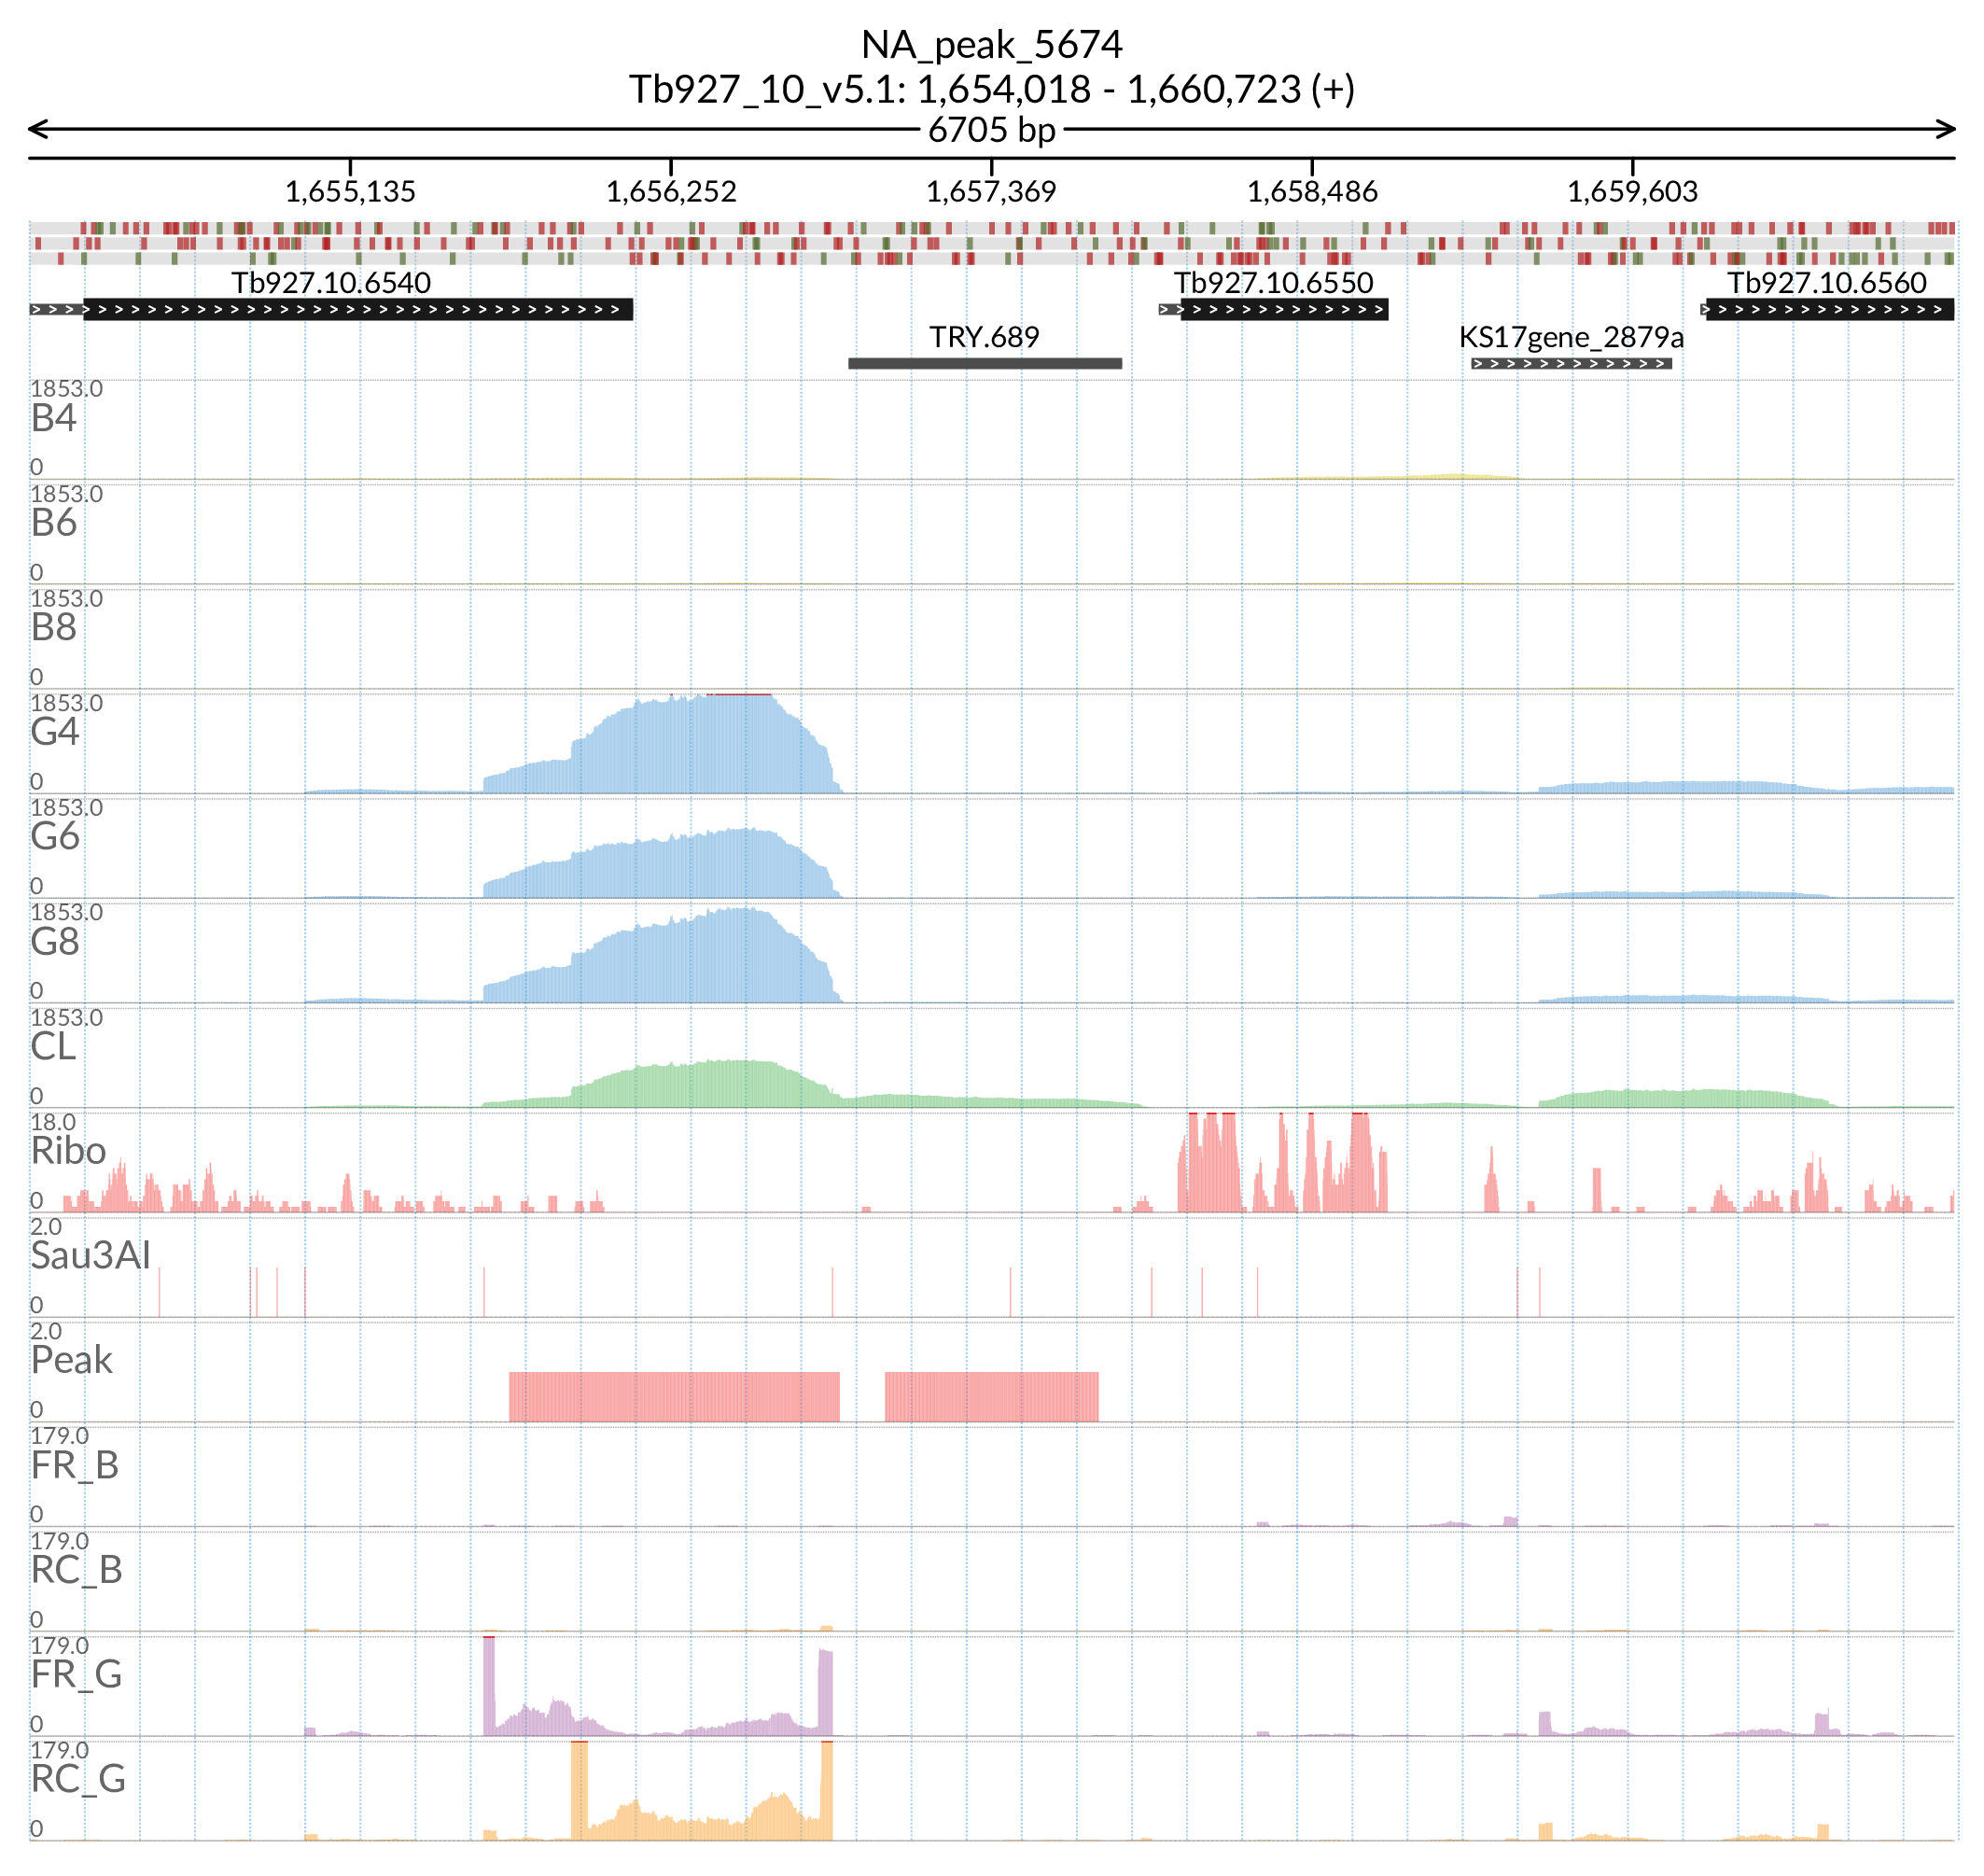 NA_peak_5674
Tb927_10_v5.1: 1,654,018 - 1,660,723 (+)
6705 bp
1,655,135 1,656,252 1,657,369 1,658,486 1,659,603
Tb927.10.6540 Tb927.10.6550 Tb927.10.6560
TRY.689 KS17gene_2879a
1853.0
B4
0
1853.0
B6
0
1853.0
B8
0
1853.0
G4
0
1853.0
G6
0
1853.0
G8
0
1853.0
CL
0
18.0
Ribo
0
2.0
Sau3AI
0
2.0
Peak
0
179.0
FR_B
0
179.0
RC_B
0
179.0
FR_G
0
179.0
RC_G
0